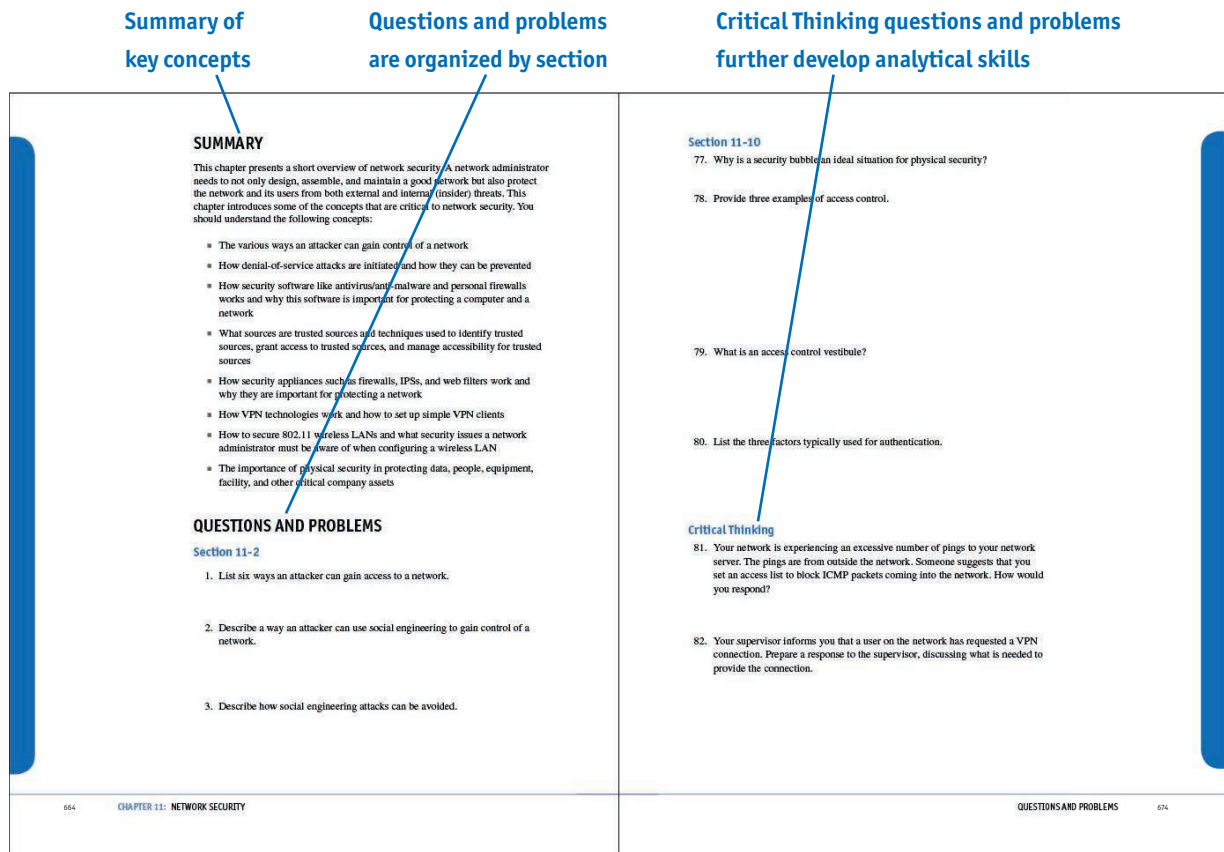 Summary of
key concepts
Questions and problems
are organized by section
Critical Thinking questions and problems
further develop analytical skills
SUMMARY
This chapter presents a short overview of network security. A network administrator
needs to not only design, assemble, and maintain a good network but also protect
the network and its users from both external and internal (insider) threats. This
chapter introduces some of the concepts that are critical to network security. You
should understand the following concepts:
■ The various ways an attacker can gain control of a network
■ How denial-of-service attacks are initiated and how they can be prevented
■ How security software like antivirus/anti-malware and personal firewalls
works and why this software is important for protecting a computer and a
network
■ What sources are trusted sources and techniques used to identify trusted
sources, grant access to trusted sources, and manage accessibility for trusted
sources
■ How security appliances such as firewalls, IPSs, and web filters work and
why they are important for protecting a network
■ How VPN technologies work and how to set up simple VPN clients
■ How to secure 802.11 wireless LANs and what security issues a network
administrator must be aware of when configuring a wireless LAN
■ The importance of physical security in protecting data, people, equipment,
facility, and other critical company assets
QUESTIONS AND PROBLEMS
Section 11-2
1. List six ways an attacker can gain access to a network.
2. Describe a way an attacker can use social engineering to gain control of a
network.
3. Describe how social engineering attacks can be avoided.
664 CHAPTER 11: NETWORK SECURITY
Section 11-10
77. Why is a security bubble an ideal situation for physical security?
78. Provide three examples of access control.
79. What is an access control vestibule?
80. List the three factors typically used for authentication.
Critical Thinking
81. Your network is experiencing an excessive number of pings to your network
server. The pings are from outside the network. Someone suggests that you
set an access list to block ICMP packets coming into the network. How would
you respond?
82. Your supervisor informs you that a user on the network has requested a VPN
connection. Prepare a response to the supervisor, discussing what is needed to
provide the connection.
QUESTIONS AND PROBLEMS 674